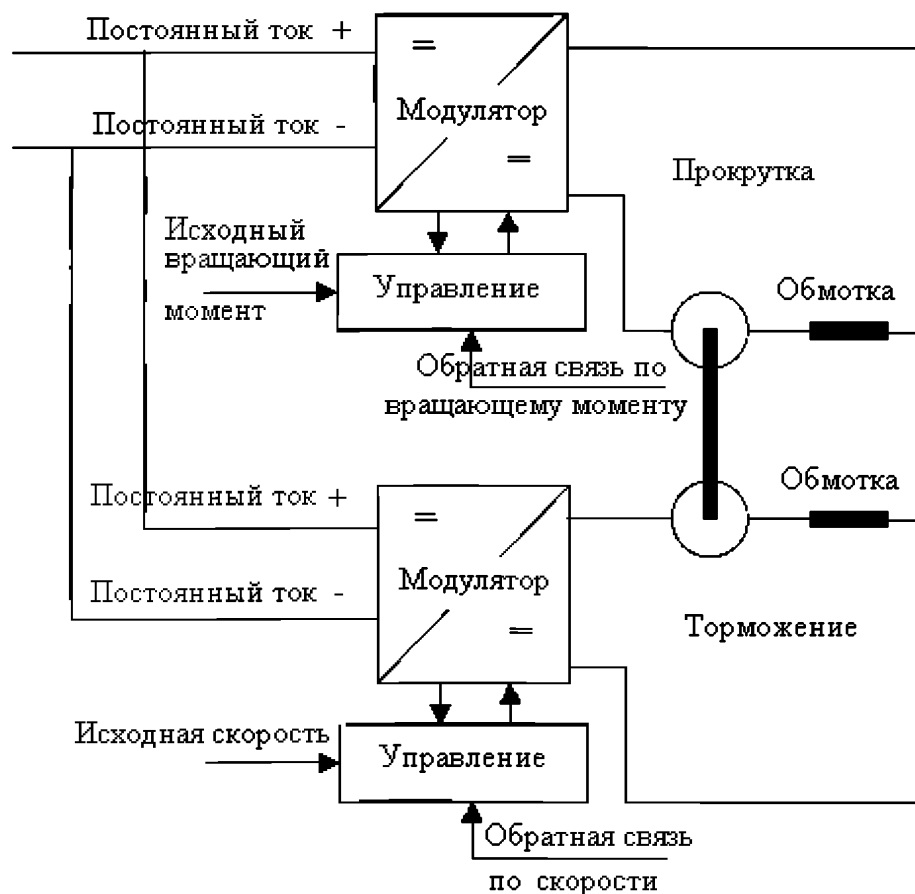 Постоянный ток +
=
Модулятор
Постоянный ток -
=
Прокрутка
Исходный
вращающий
момент
Управление
Обмотка
Обратная связь по
вращающему моменту
Постоянный ток +
=
Обмотка
Модулятор
Постоянный ток -
=
Торможение
Исходная скорость
Управление
Обратная связь
по скорости